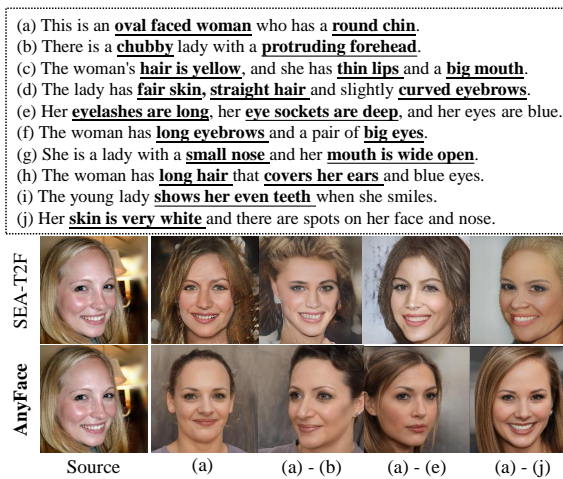 (a) This is an oval faced woman who has a round chin.
(b) There is a chubby lady with a protruding forehead.
(c) The woman's hair is yellow, and she has thin lips and a big mouth.
(d) The lady has fair skin, straight hair and slightly curved eyebrows.
(e) Her eyelashes are long, her eye sockets are deep, and her eyes are blue.
(f) The woman has long eyebrows and a pair of big eyes.
(g) She is a lady with a small nose and her mouth is wide open.
(h) The woman has long hair that covers her ears and blue eyes.
(i) The young lady shows her even teeth when she smiles.
(j) Her skin is very white and there are spots on her face and nose.
SEA-T2F
AnyFace
Source (a) (a) - (b) (a) - (e) (a) - (j)